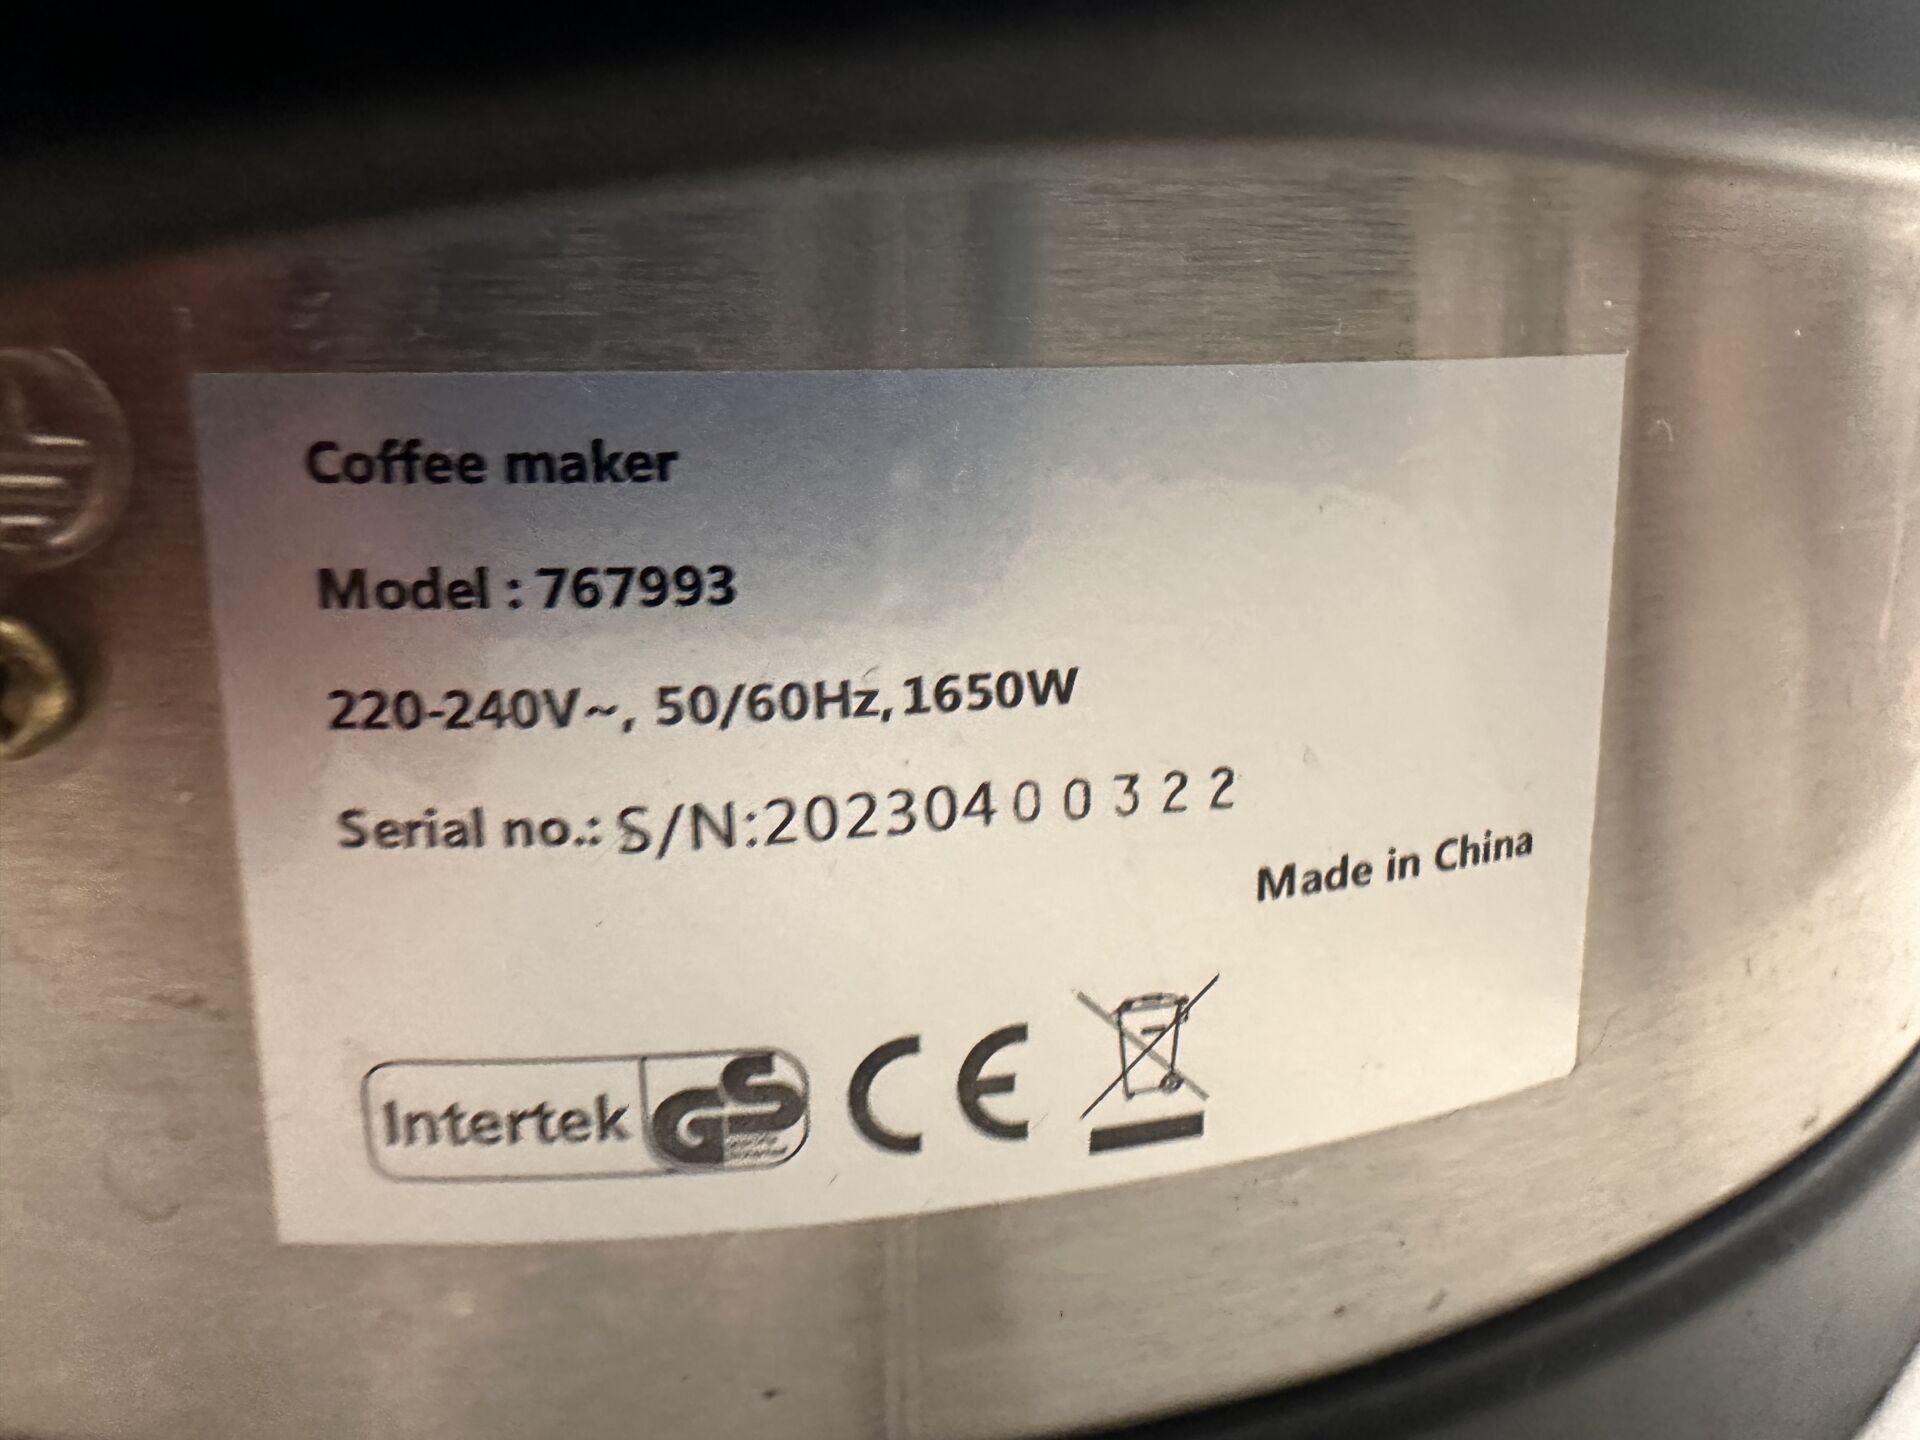 Coffee maker
Model : 767993
220-240V~, 50/60Hz, 1650W
Serial no.: S/N:20230400322
Made in China
Intertek GS CE